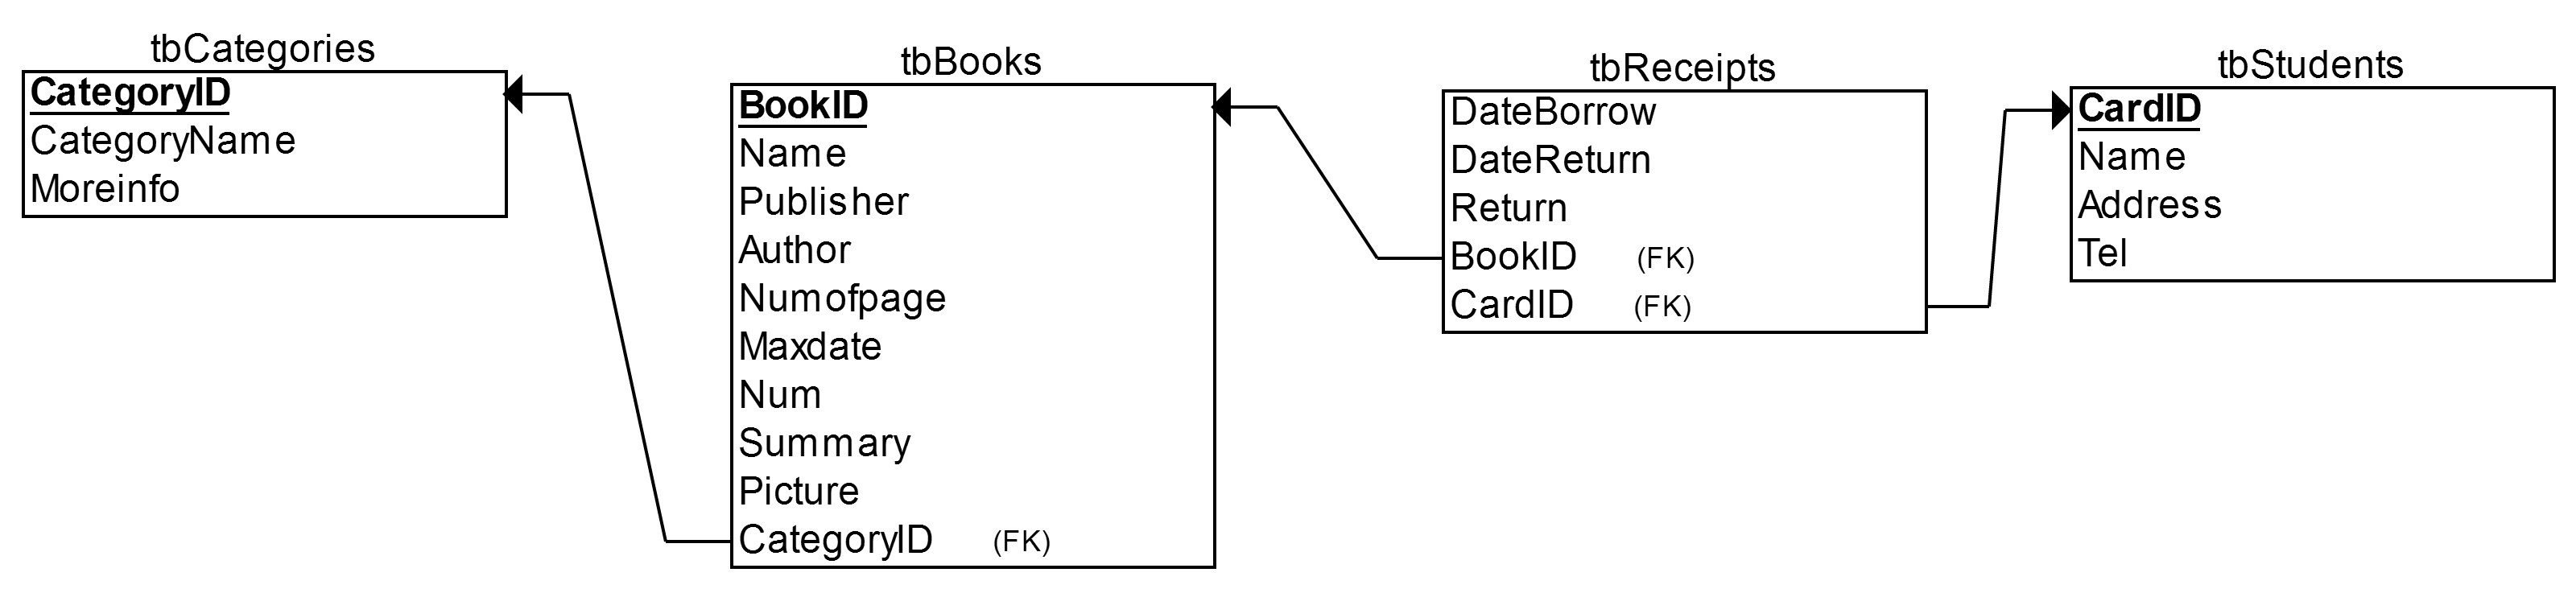 tbCategories
CategoryID
CategoryName
Moreinfo
tbBooks
BookID
Name
Publisher
Author
Numofpage
Maxdate
Num
Summary
Picture
CategoryID (FK)
tbReceipts
DateBorrow
DateReturn
Return
BookID (FK)
CardID (FK)
tbStudents
CardID
Name
Address
Tel